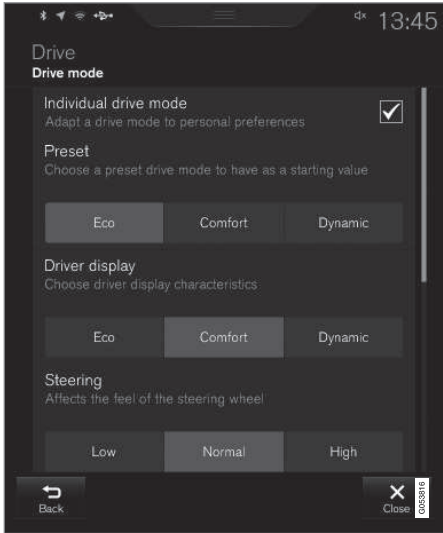 13:45
Drive
Drive mode
Individual drive mode
Adapt a drive mode to personal preferences
Preset
Choose a preset drive mode to have as a starting value
Eco Comfort Dynamic
Driver display
Choose driver display characteristics
Eco Comfort Dynamic
Steering
Affects the feel of the steering wheel
Low Normal High
Back Close
G053816